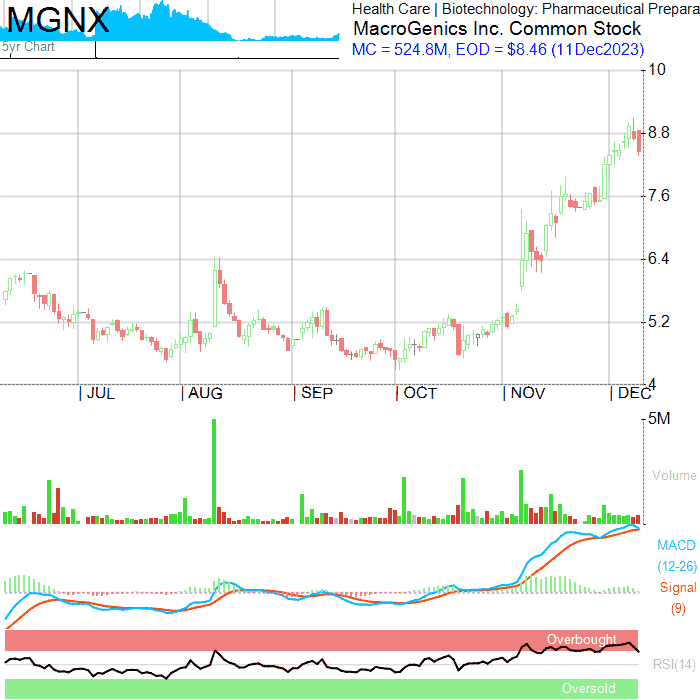 MGNX
5yr Chart
Health Care | Biotechnology: Pharmaceutical Prepara
MacroGenics Inc. Common Stock
MC = 524.8M, EOD = $8.46 (11Dec2023)
10
8.8
7.6
6.4
5.2
4
| JUL | AUG | SEP | OCT | NOV | DEC
5M
Volume
MACD
(12-26)
Signal
(9)
Overbought
RSI(14)
Oversold